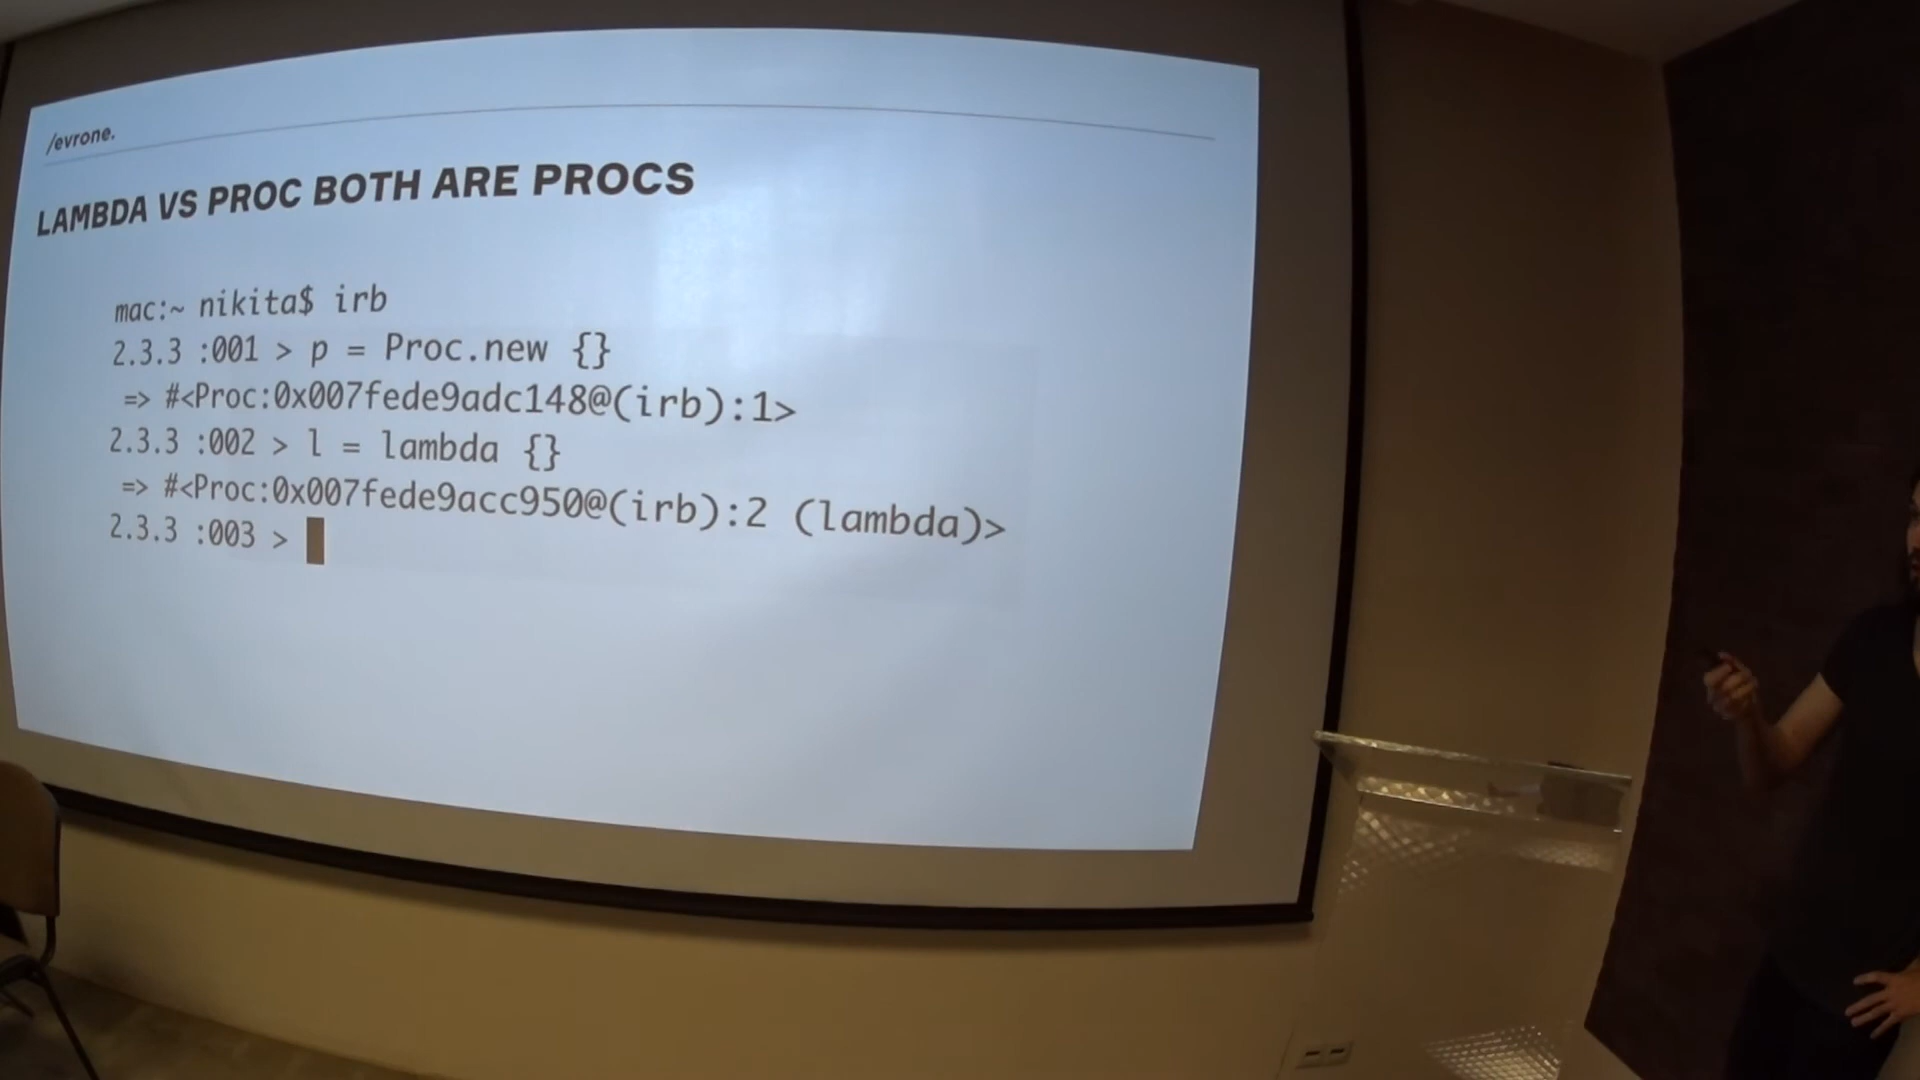 /evrone.
LAMBDA VS PROC BOTH ARE PROCS
mac:~ nikita$ irb
2.3.3 :001 > p = Proc.new {}
=> #<Proc:0x007fede9adc148@(irb):1>
2.3.3 :002 > l = lambda {}
=> #<Proc:0x007fede9acc950@(irb):2 (lambda)>
2.3.3 :003 >